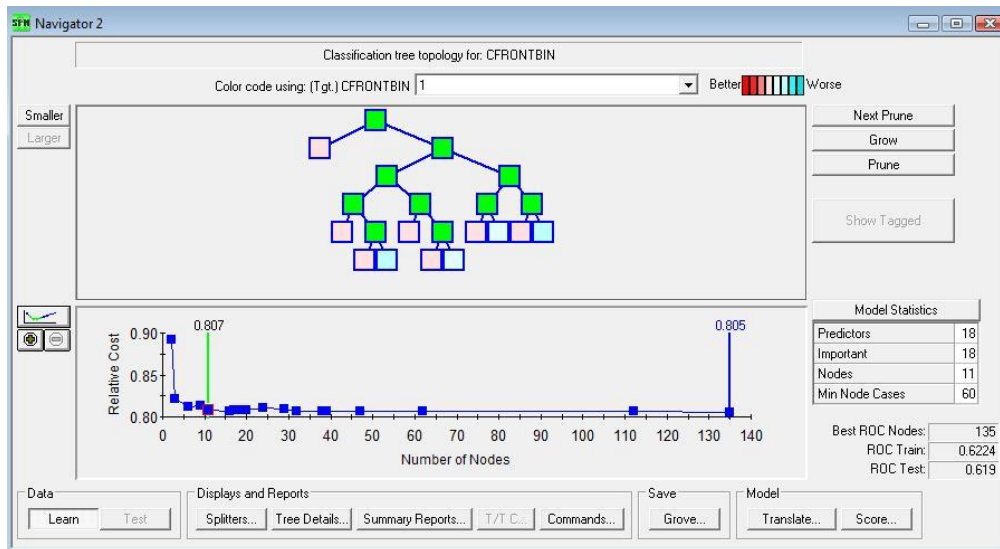 SPM Navigator 2
Classification tree topology for: CFRONTBIN
Color code using: (Tgt.) CFRONTBIN 1 Better Worse
Smaller
Larger
Next Prune
Grow
Prune
Show Tagged
0.807
0.805
Relative Cost
0.90
0.85
0.80
0 10 20 30 40 50 60 70 80 90 100 110 120 130 140
Number of Nodes
Model Statistics
Predictors 18
Important 18
Nodes 11
Min Node Cases 60
Best ROC Nodes: 135
ROC Train: 0.6224
ROC Test: 0.619
Data
Learn Test
Displays and Reports
Splitters... Tree Details... Summary Reports... T/T C... Commands...
Save
Grove...
Model
Translate... Score...